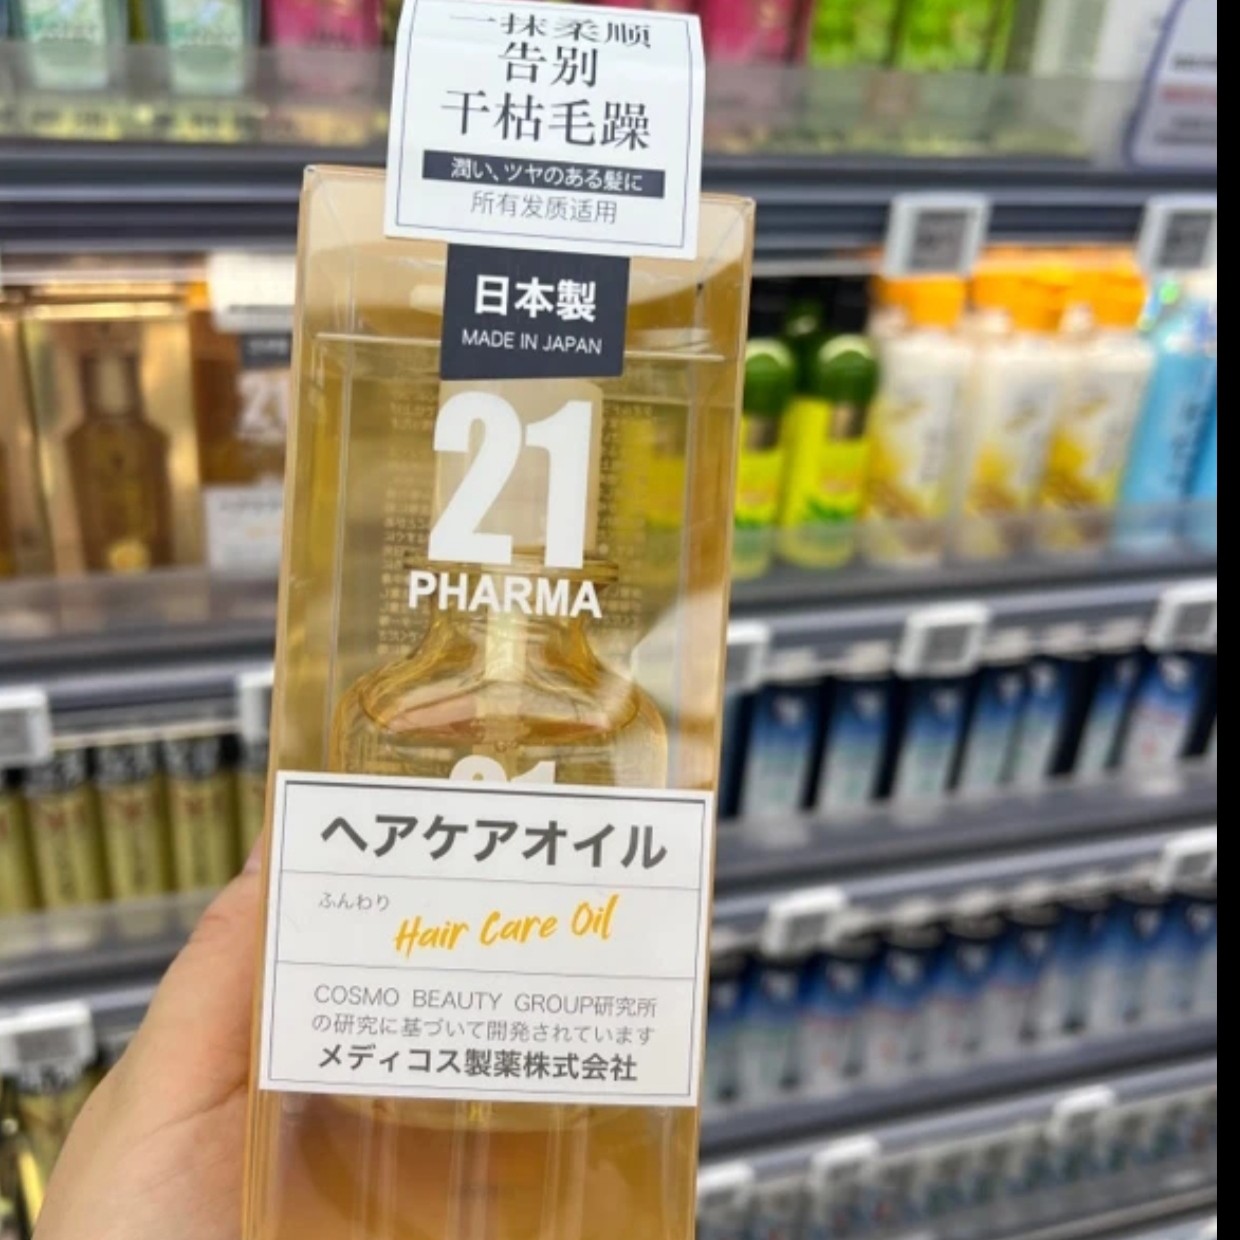 一抹柔顺
告别
干枯毛躁
潤い、ツヤのある髪に
所有发质适用
日本製
MADE IN JAPAN
21
PHARMA
21
ヘアケアオイル
ふんわり
Hair Care Oil
COSMO BEAUTY GROUP研究所
の研究に基づいて開発されています
メディコス製薬株式会社